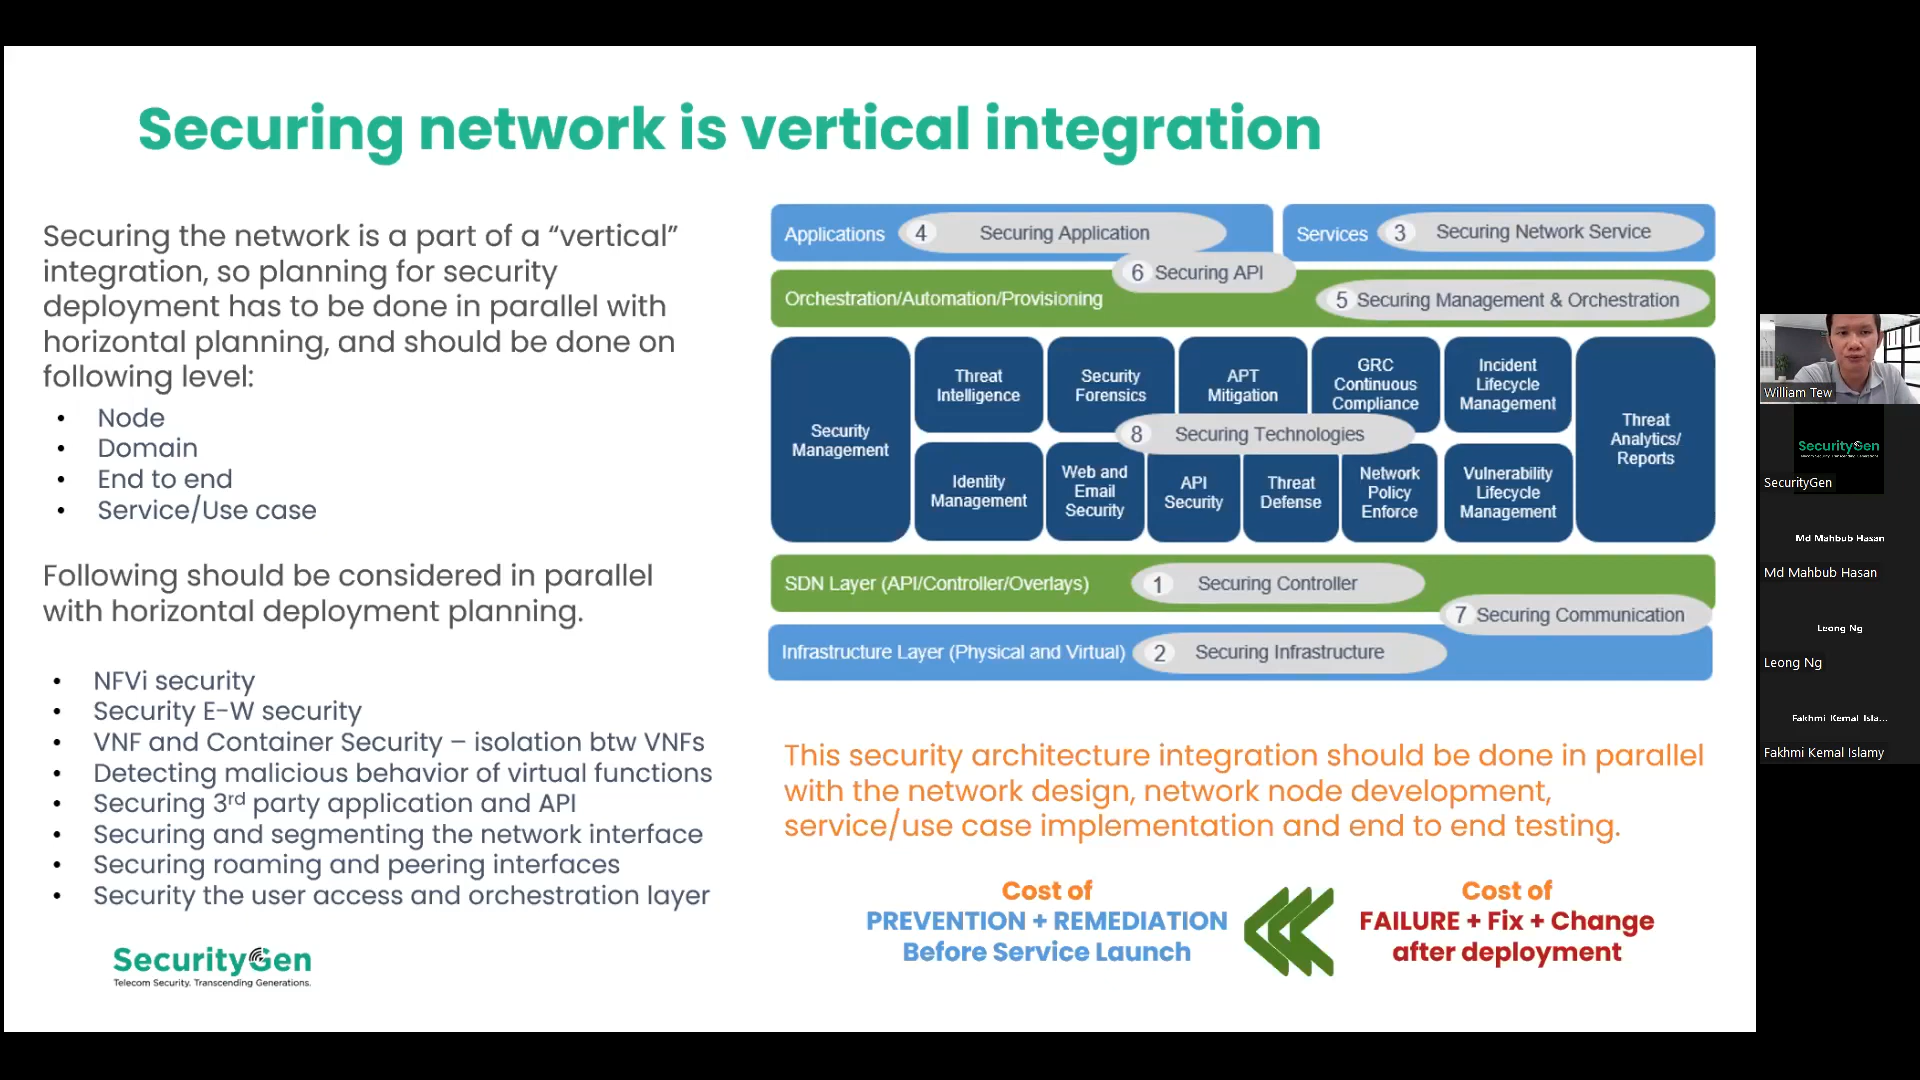 Securing network is vertical integration
Securing the network is a part of a “vertical”
integration, so planning for security
deployment has to be done in parallel with
horizontal planning, and should be done on
following level:
• Node
• Domain
• End to end
• Service/Use case
Following should be considered in parallel
with horizontal deployment planning.
• NFVi security
• Security E-W security
• VNF and Container Security – isolation btw VNFs
• Detecting malicious behavior of virtual functions
• Securing 3rd party application and API
• Securing and segmenting the network interface
• Securing roaming and peering interfaces
• Security the user access and orchestration layer
SecurityGen
Telecom Security. Transcending Generations.
Applications 4 Securing Application
Services 3 Securing Network Service
6 Securing API
Orchestration/Automation/Provisioning
5 Securing Management & Orchestration
Security
Management
Threat
Intelligence
Security
Forensics
APT
Mitigation
GRC
Continuous
Compliance
Incident
Lifecycle
Management
Threat
Analytics/
Reports
8 Securing Technologies
Identity
Management
Web and
Email
Security
API
Security
Threat
Defense
Network
Policy
Enforce
Vulnerability
Lifecycle
Management
SDN Layer (API/Controller/Overlays) 1 Securing Controller
7 Securing Communication
Infrastructure Layer (Physical and Virtual) 2 Securing Infrastructure
This security architecture integration should be done in parallel
with the network design, network node development,
service/use case implementation and end to end testing.
Cost of
PREVENTION + REMEDIATION
Before Service Launch
Cost of
FAILURE + Fix + Change
after deployment
William Tew
SecurityGen
SecurityGen
Md Mahbub Hasan
Md Mahbub Hasan
Leong Ng
Leong Ng
Fakhmi Kemal Isla...
Fakhmi Kemal Islamy